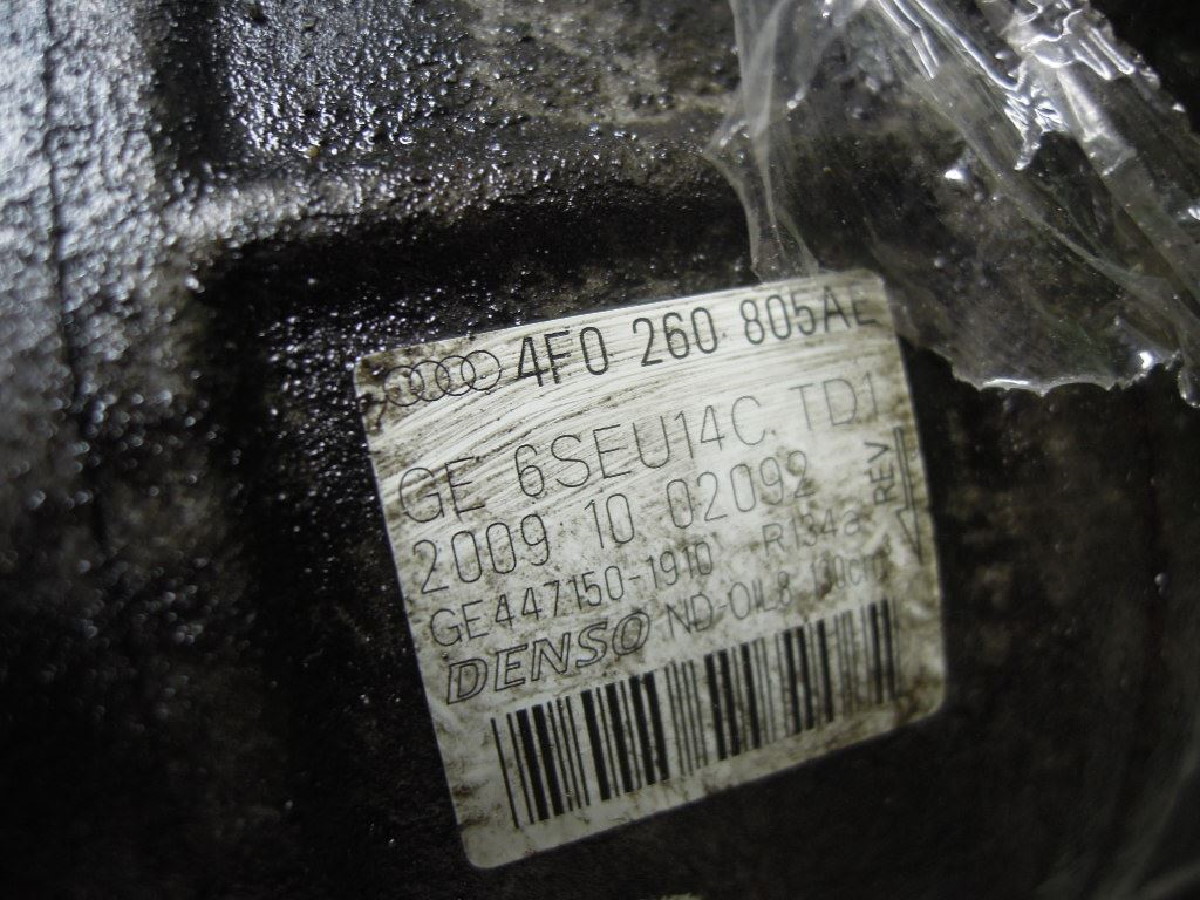 4F0 260 805AE
GE 6SEU14C TD1
2009 10 02092
REV
GE447150-1910 R134a
DENSO ND-OIL8